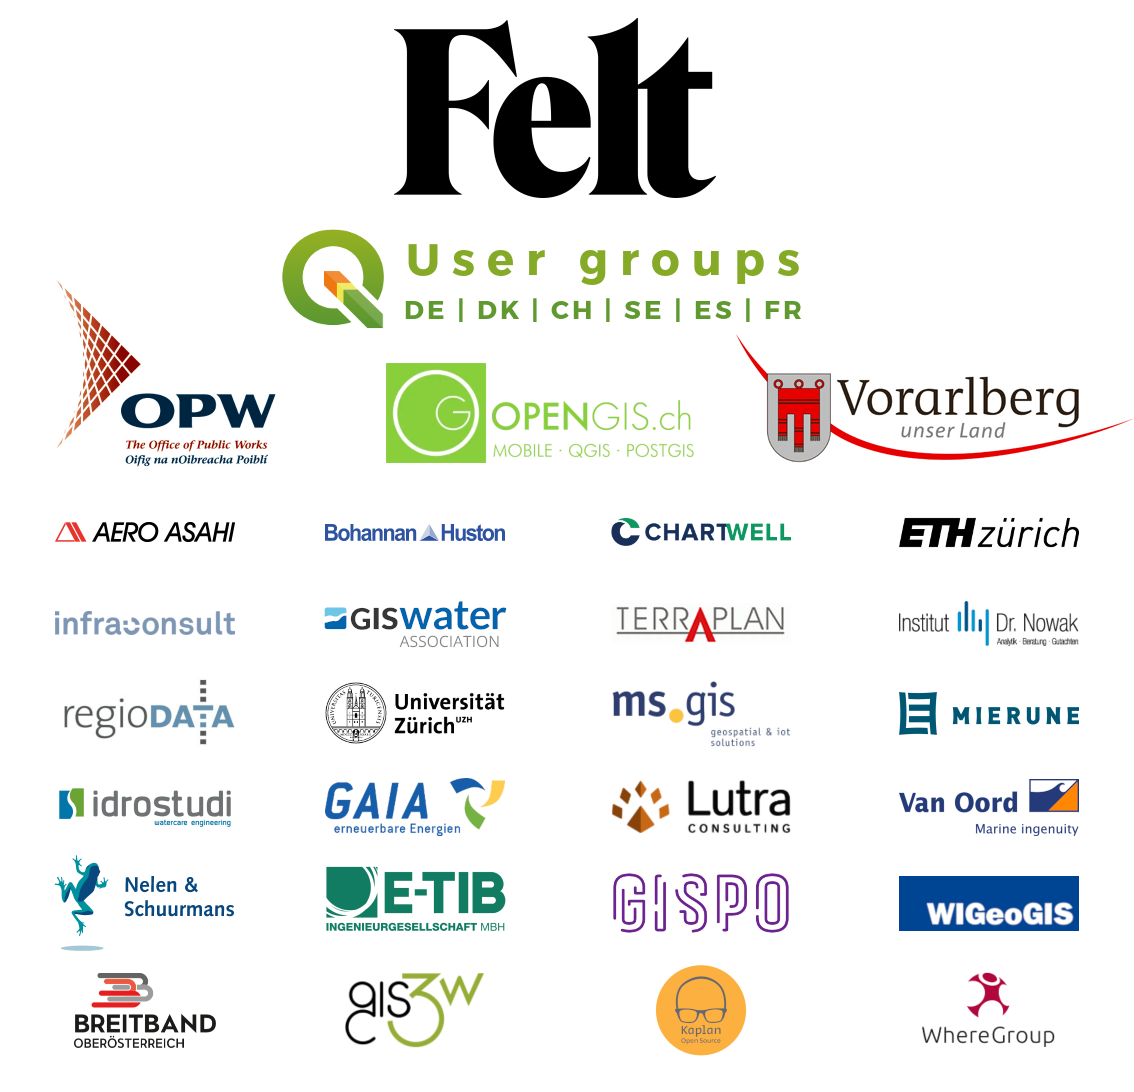 Felt
User groups
DE | DK | CH | SE | ES | FR
OPW
The Office of Public Works
Oifig na nOibreacha Poiblí
G
OPENGIS.ch
MOBILE · QGIS · POSTGIS
Vorarlberg
unser Land
AERO ASAHI
Bohannan Huston
CHARTWELL
ETH zürich
infraconsult
GISwater
ASSOCIATION
TERRAPLAN
Institut Dr. Nowak
Analytik · Beratung · Gutachten
regioDATA
Universität
Zürich UZH
ms.gis
geospatial & iot
solutions
MIERUNE
idrostudi
watercare engineering
GAIA
erneuerbare Energien
Lutra
CONSULTING
Van Oord
Marine ingenuity
Nelen &
Schuurmans
E-TIB
INGENIEURGESELLSCHAFT MBH
GISPO
WIGeoGIS
BREITBAND
OBERÖSTERREICH
gis3w
Kaplan
Open Source
WhereGroup